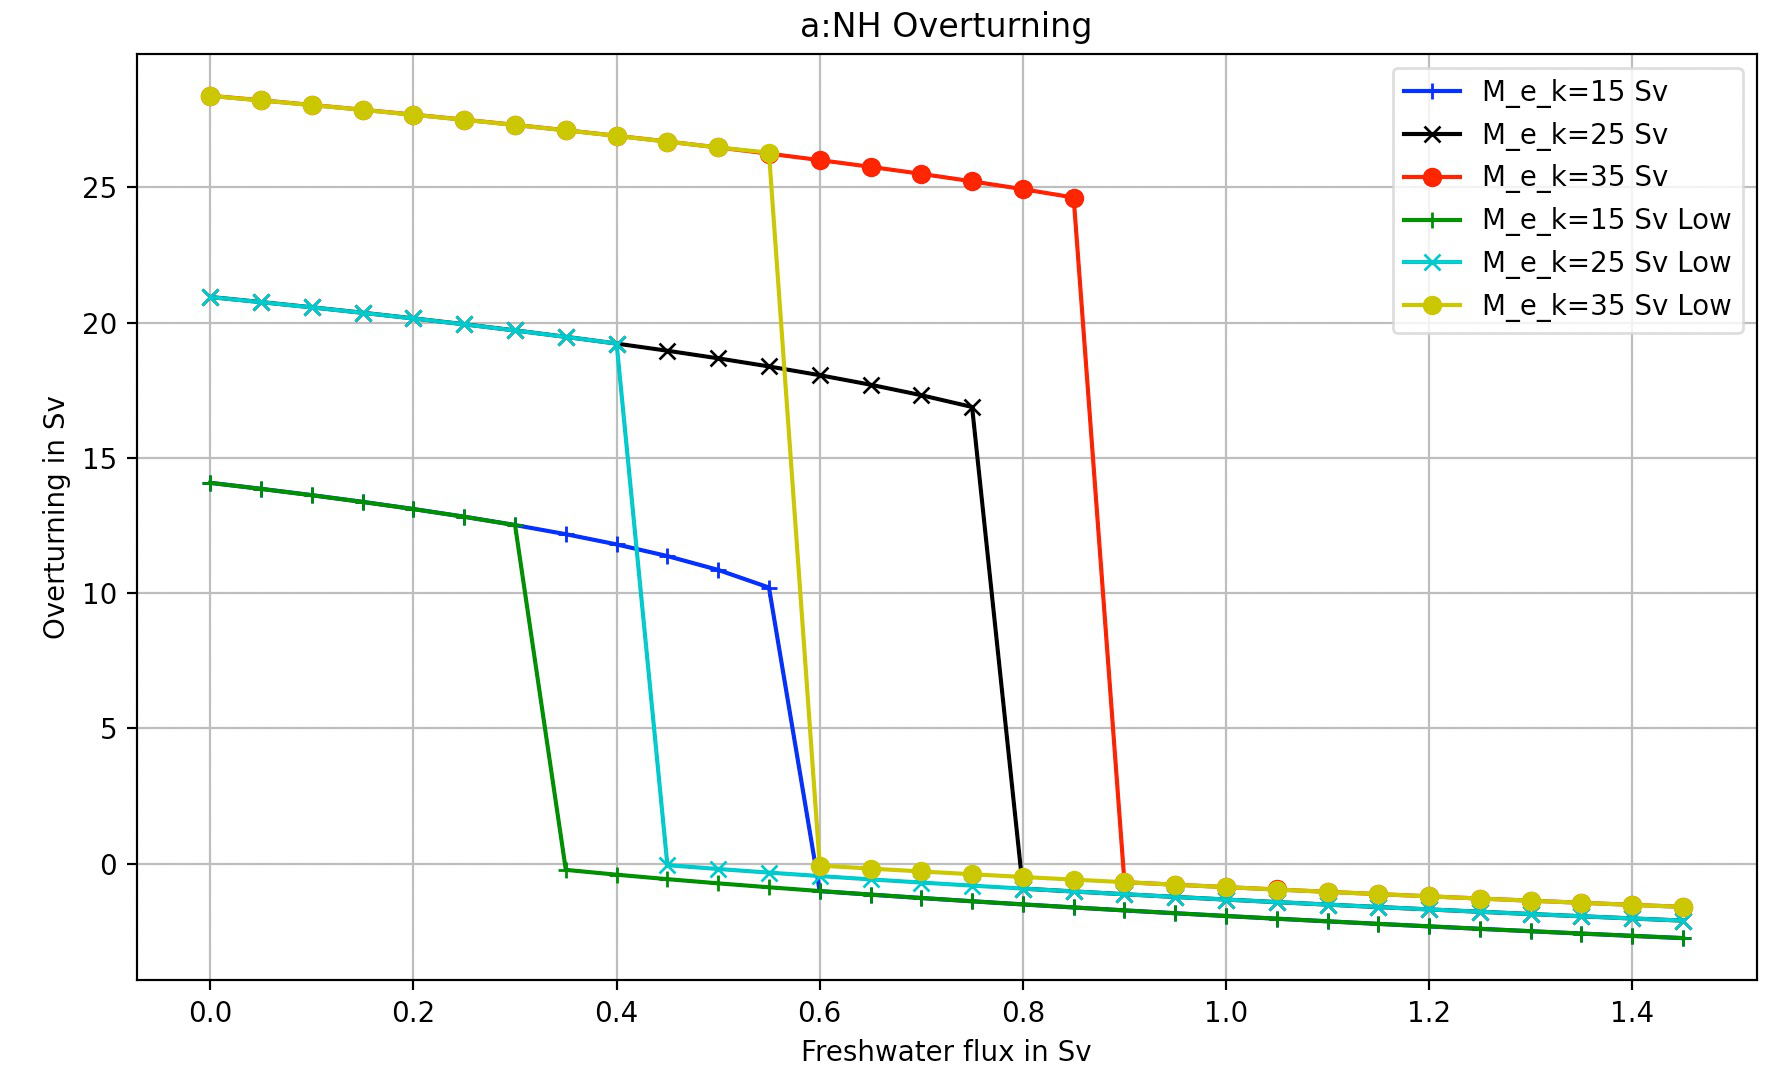 a:NH Overturning
M_e_k=15 Sv
M_e_k=25 Sv
M_e_k=35 Sv
M_e_k=15 Sv Low
M_e_k=25 Sv Low
M_e_k=35 Sv Low
Overturning in Sv
25
20
15
10
5
0
0.0 0.2 0.4 0.6 0.8 1.0 1.2 1.4
Freshwater flux in Sv